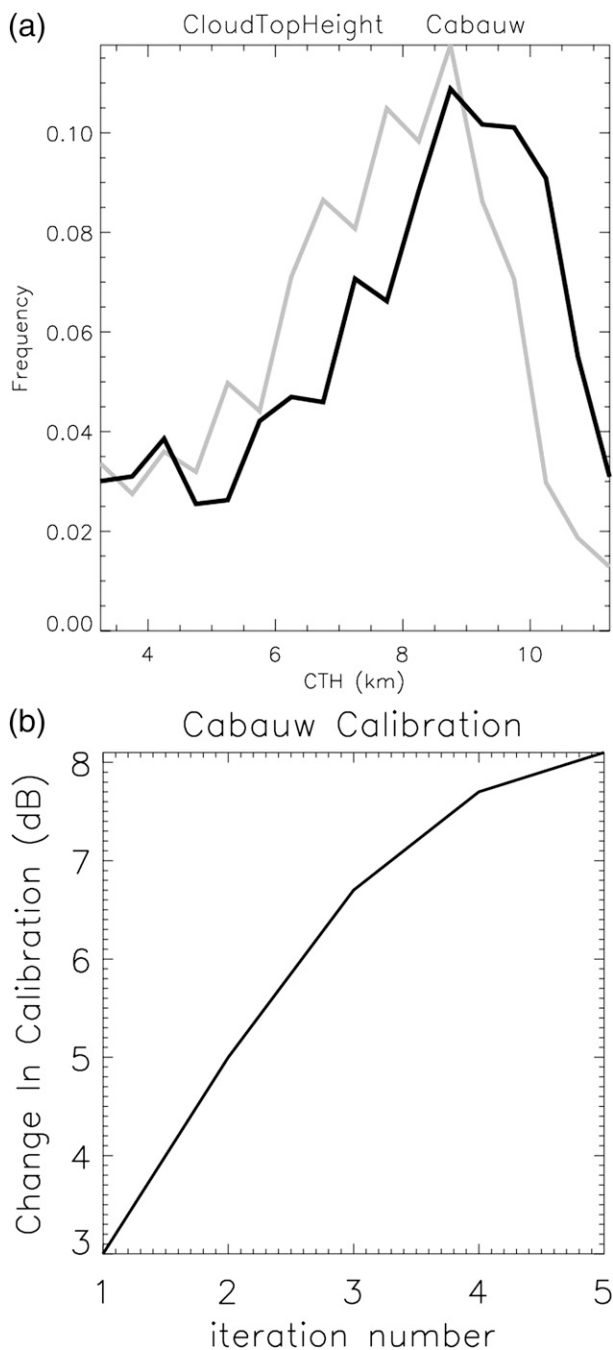 (a)
CloudTopHeight Cabauw
0.10
0.08
0.06
0.04
0.02
0.00
Frequency
4 6 8 10
CTH (km)
(b)
Cabauw Calibration
8
7
6
5
4
3
Change In Calibration (dB)
1 2 3 4 5
iteration number